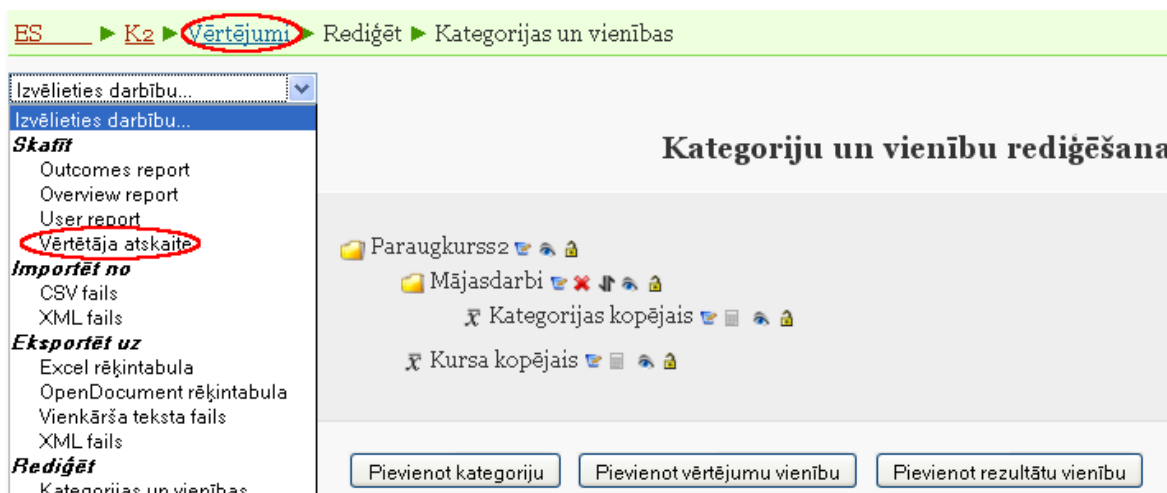 ES ► K2 ► Vērtējumi ► Rediģēt ► Kategorijas un vienības
Izvēlieties darbību...
Izvēlieties darbību...
Skatīt
Outcomes report
Overview report
User report
Vērtētāja atskaite
Importēt no
CSV fails
XML fails
Eksportēt uz
Excel rēķintabula
OpenDocument rēķintabula
Vienkārša teksta fails
XML fails
Rediģēt
Kategorijas un vienības
Kategoriju un vienību rediģēšana
Paraugkurss2
Mājasdarbi
x̅ Kategorijas kopējais
x̅ Kursa kopējais
Pievienot kategoriju
Pievienot vērtējumu vienību
Pievienot rezultātu vienību